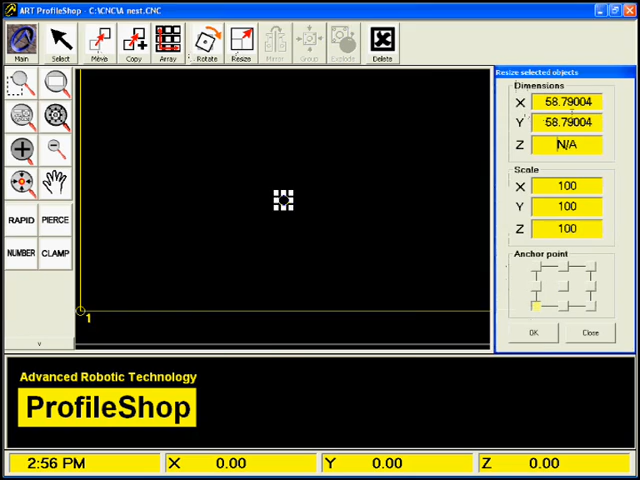 ART ProfileShop - C:\CNC\A nest.CNC
Main
Select
Move
Copy
Array
Rotate
Resize
Mirror
Group
Explode
Delete
RAPID
PIERCE
NUMBER
CLAMP
1
Resize selected objects
Dimensions
X 58.79004
Y 58.79004
Z N/A
Scale
X 100
Y 100
Z 100
Anchor point
OK
Close
Advanced Robotic Technology
ProfileShop
2:56 PM X 0.00 Y 0.00 Z 0.00